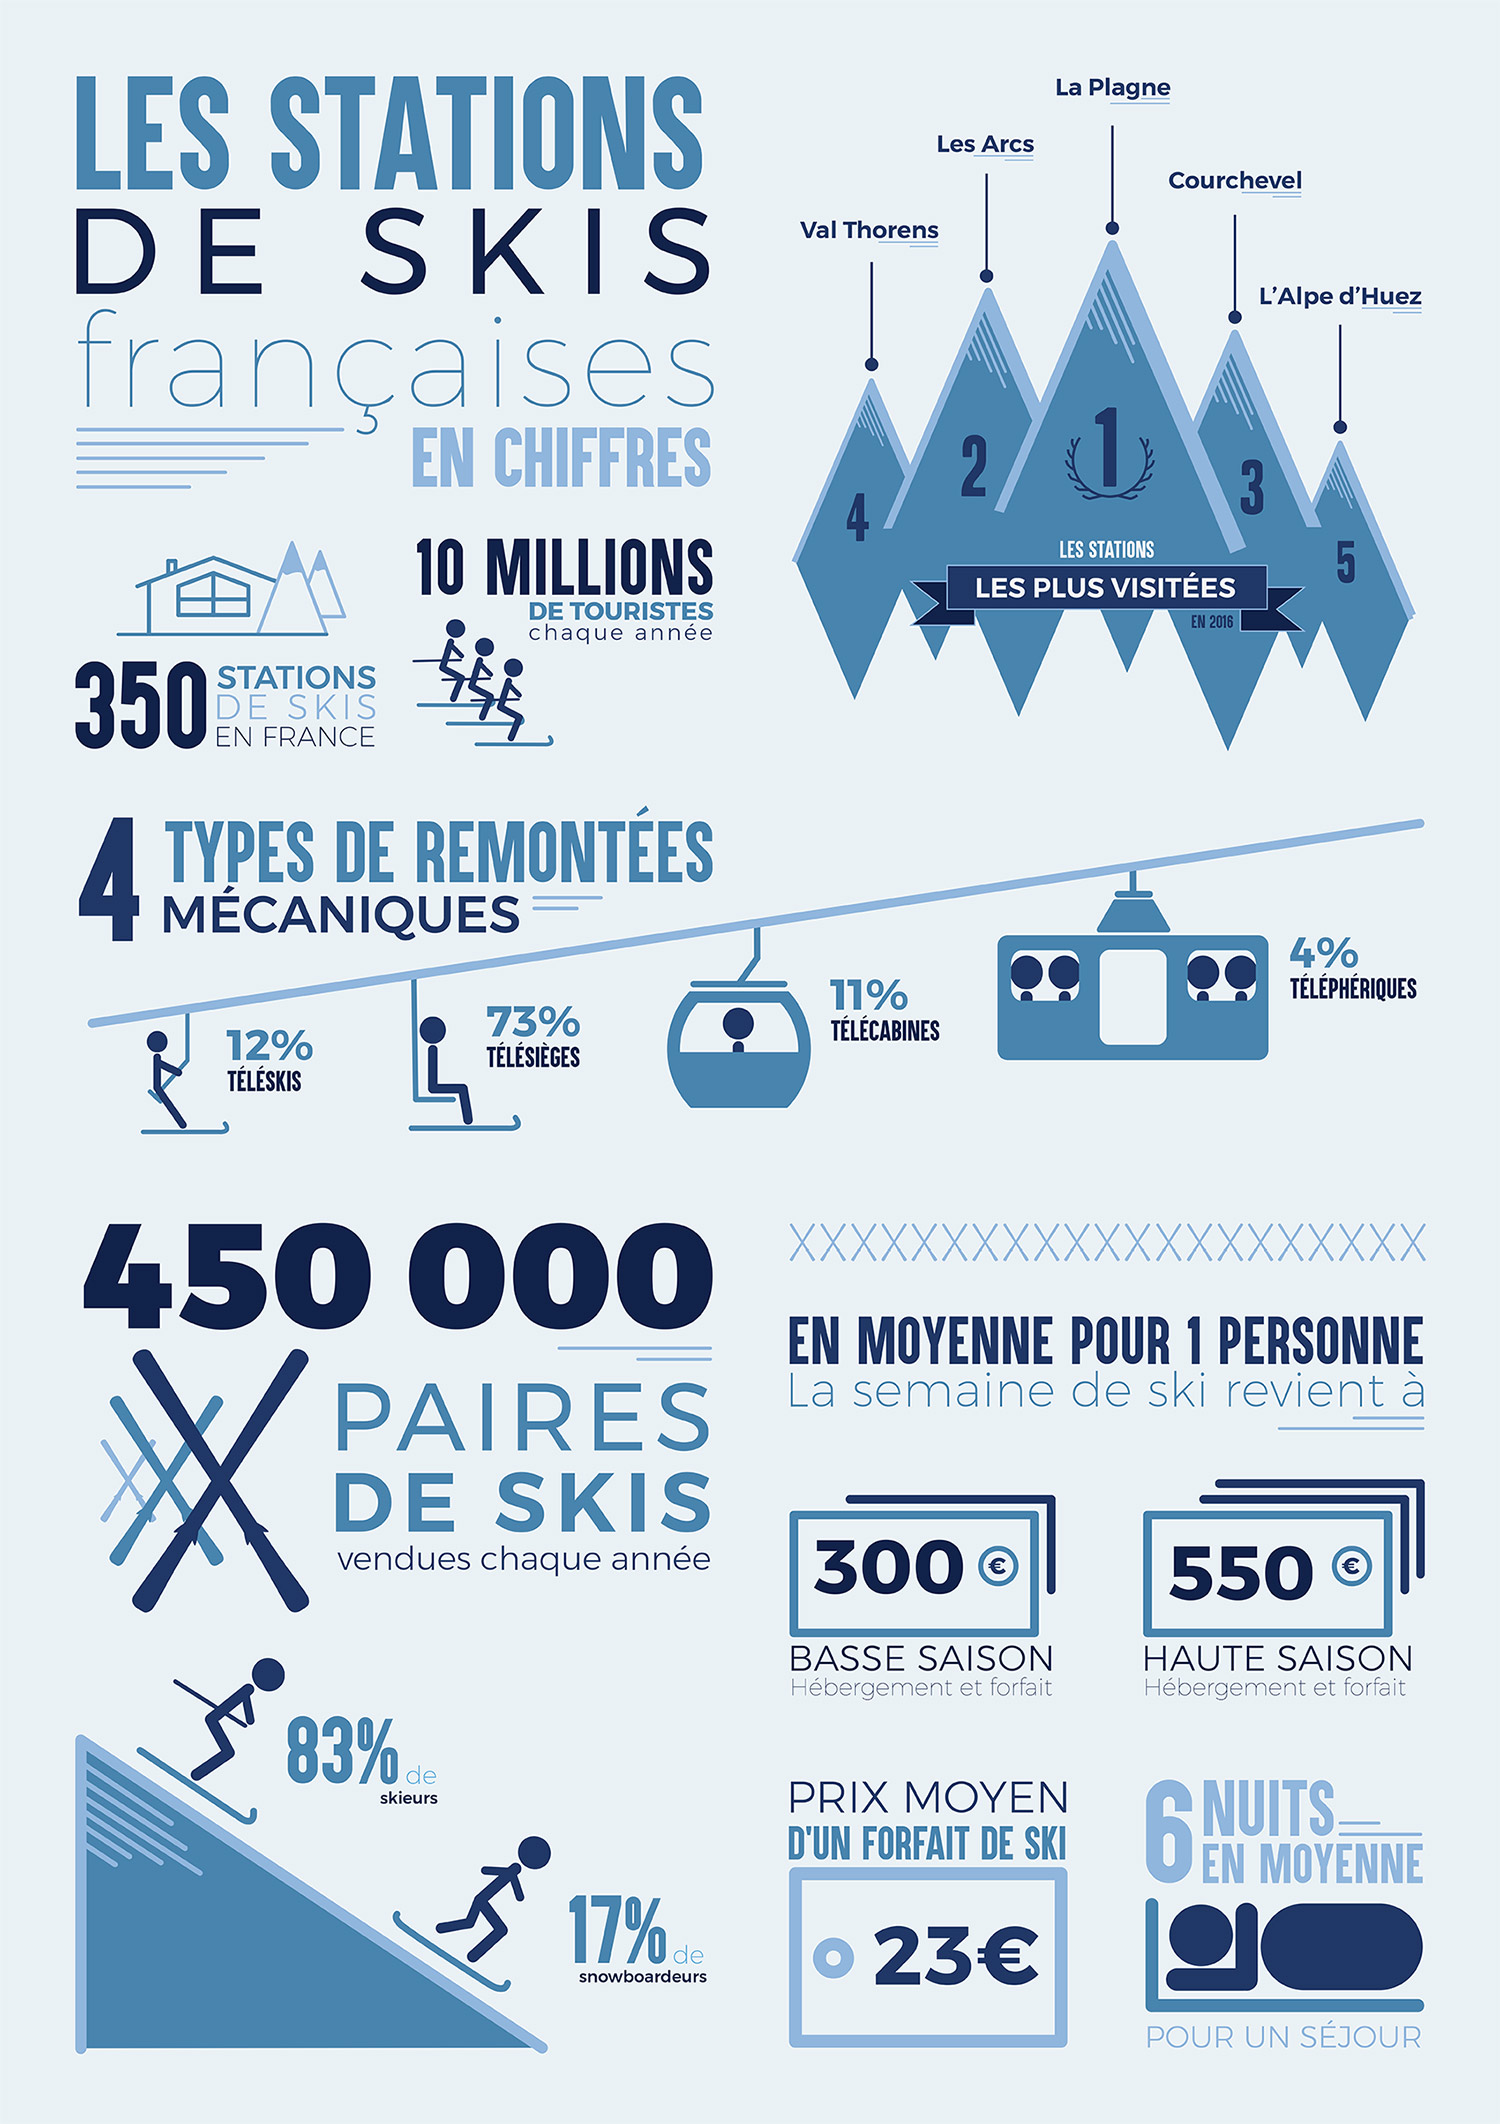 LES STATIONS
DE SKIS
françaises
EN CHIFFRES
La Plagne
Les Arcs
Courchevel
Val Thorens
L'Alpe d'Huez
1
2
3
4
5
LES STATIONS
LES PLUS VISITÉES
EN 2016
350 STATIONS
DE SKIS
EN FRANCE
10 MILLIONS
DE TOURISTES
chaque année
4 TYPES DE REMONTÉES
MÉCANIQUES
12%
TÉLÉSKIS
73%
TÉLÉSIÈGES
11%
TÉLÉCABINES
4%
TÉLÉPHÉRIQUES
450 000
PAIRES
DE SKIS
vendues chaque année
83% de
skieurs
17% de
snowboardeurs
EN MOYENNE POUR 1 PERSONNE
La semaine de ski revient à
300 €
BASSE SAISON
Hébergement et forfait
550 €
HAUTE SAISON
Hébergement et forfait
PRIX MOYEN
D'UN FORFAIT DE SKI
23€
6 NUITS
EN MOYENNE
POUR UN SÉJOUR